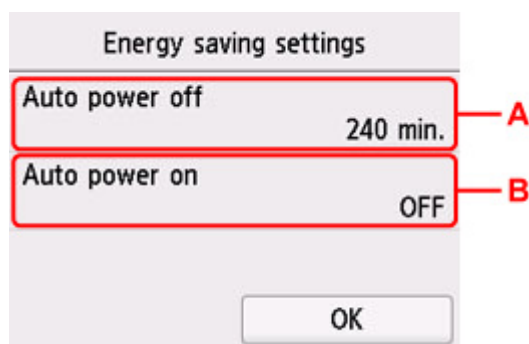 Energy saving settings
Auto power off
240 min.
A
Auto power on
OFF
B
OK